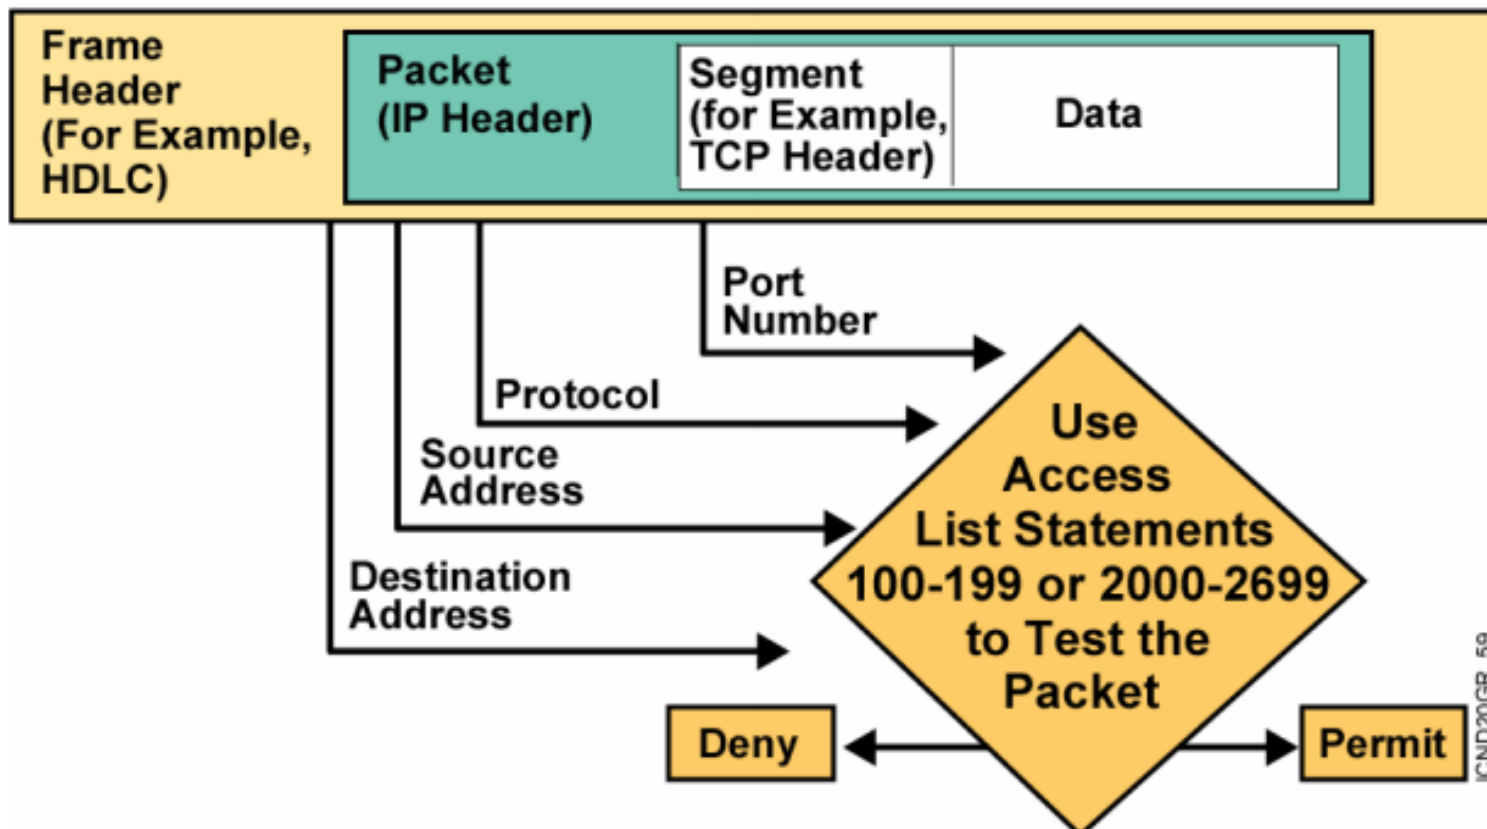 Frame
Header
(For Example,
HDLC)
Packet
(IP Header)
Segment
(for Example,
TCP Header)
Data
Port
Number
Protocol
Source
Address
Destination
Address
Use
Access
List Statements
100-199 or 2000-2699
to Test the
Packet
Deny
Permit
ICND20GR_59